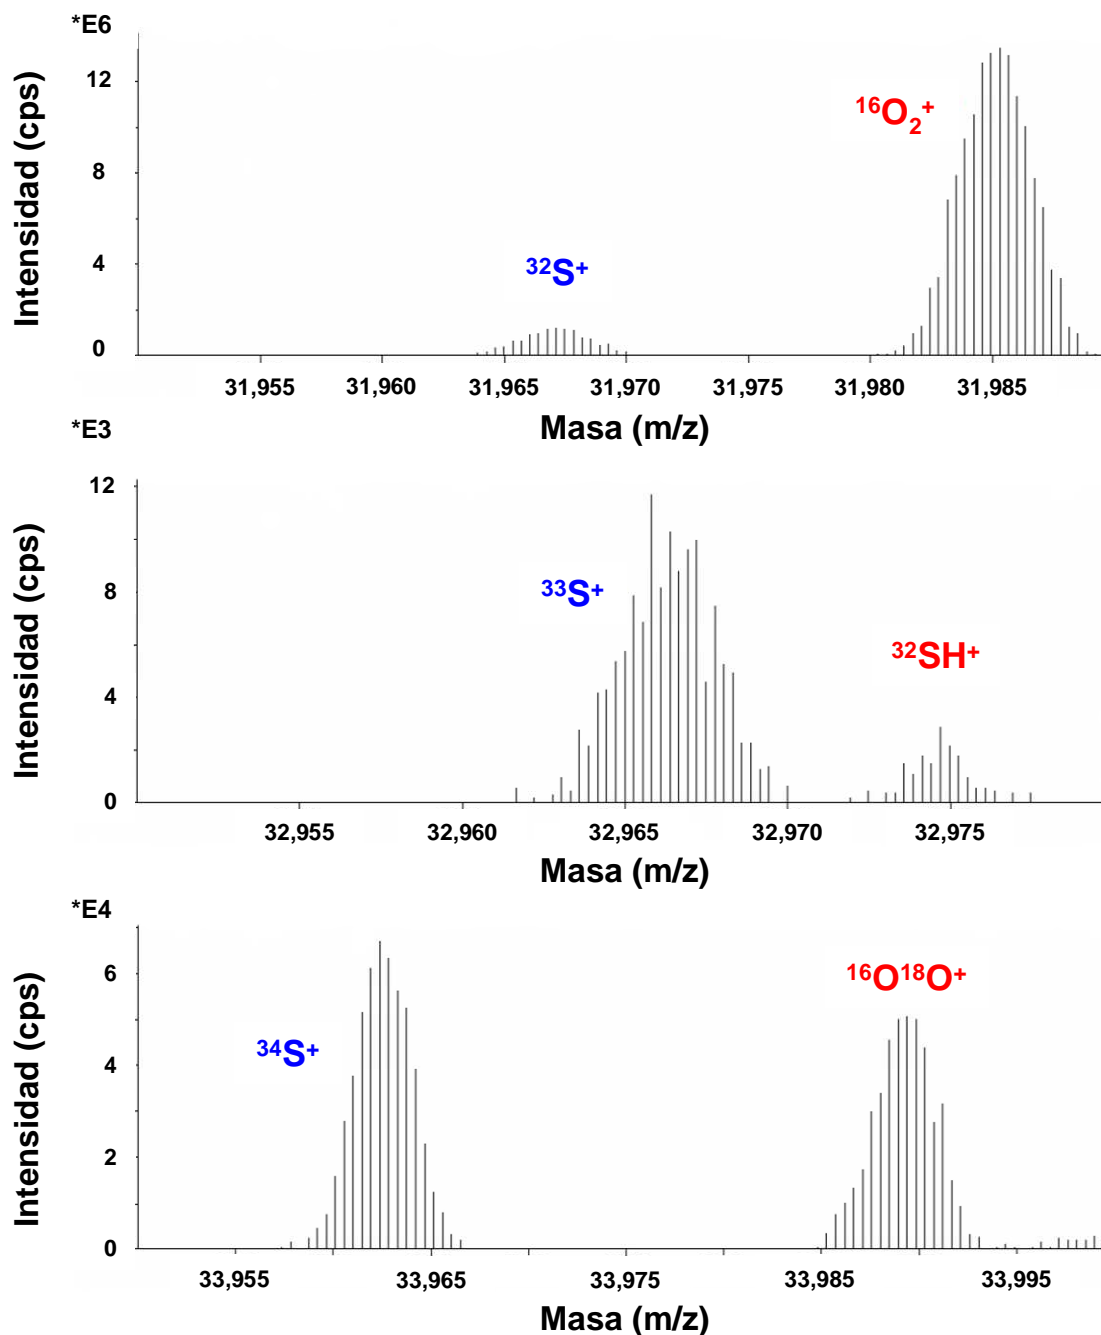 *E6
Intensidad (cps)
12
8
4
0
³²S⁺
¹⁶O₂⁺
31,955 31,960 31,965 31,970 31,975 31,980 31,985
Masa (m/z)
*E3
Intensidad (cps)
12
8
4
0
³³S⁺
³²SH⁺
32,955 32,960 32,965 32,970 32,975
Masa (m/z)
*E4
Intensidad (cps)
6
4
2
0
³⁴S⁺
¹⁶O¹⁸O⁺
33,955 33,965 33,975 33,985 33,995
Masa (m/z)